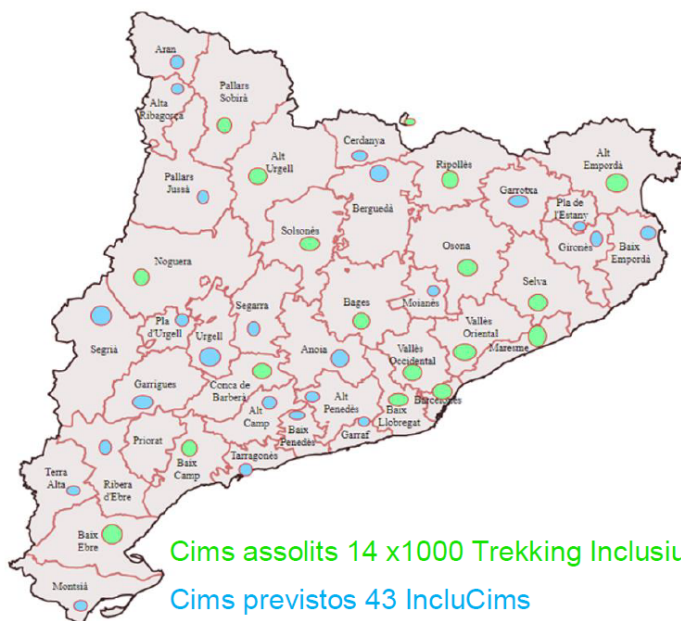 Aran
Pallars
Sobirà
Alta
Ribagorça
Cerdanya
Alt
Urgell
Ripollès
Alt
Empordà
Garrotxa
Pallars
Jussà
Berguedà
Pla de
l'Estany
Gironès
Baix
Empordà
Solsonès
Osona
Noguera
Selva
Segarra
Bages
Moianès
Pla
d'Urgell
Urgell
Vallès
Oriental
Segrià
Anoia
Vallès
Occidental
Maresme
Garrigues
Conca de
Barberà
Alt
Penedès
Baix
Llobregat
Barcelonès
Alt
Camp
Baix
Penedès
Garraf
Priorat
Baix
Camp
Tarragonès
Terra
Alta
Ribera
d'Ebre
Baix
Ebre
Cims assolits 14 x1000 Trekking Inclusiu
Montsià
Cims previstos 43 IncluCims